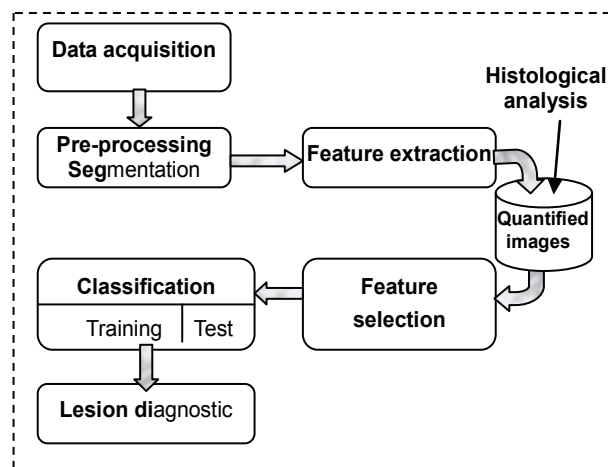 Data acquisition
Histological
analysis
Pre-processing
Segmentation
Feature extraction
Quantified
images
Classification
Training Test
Feature
selection
Lesion diagnostic